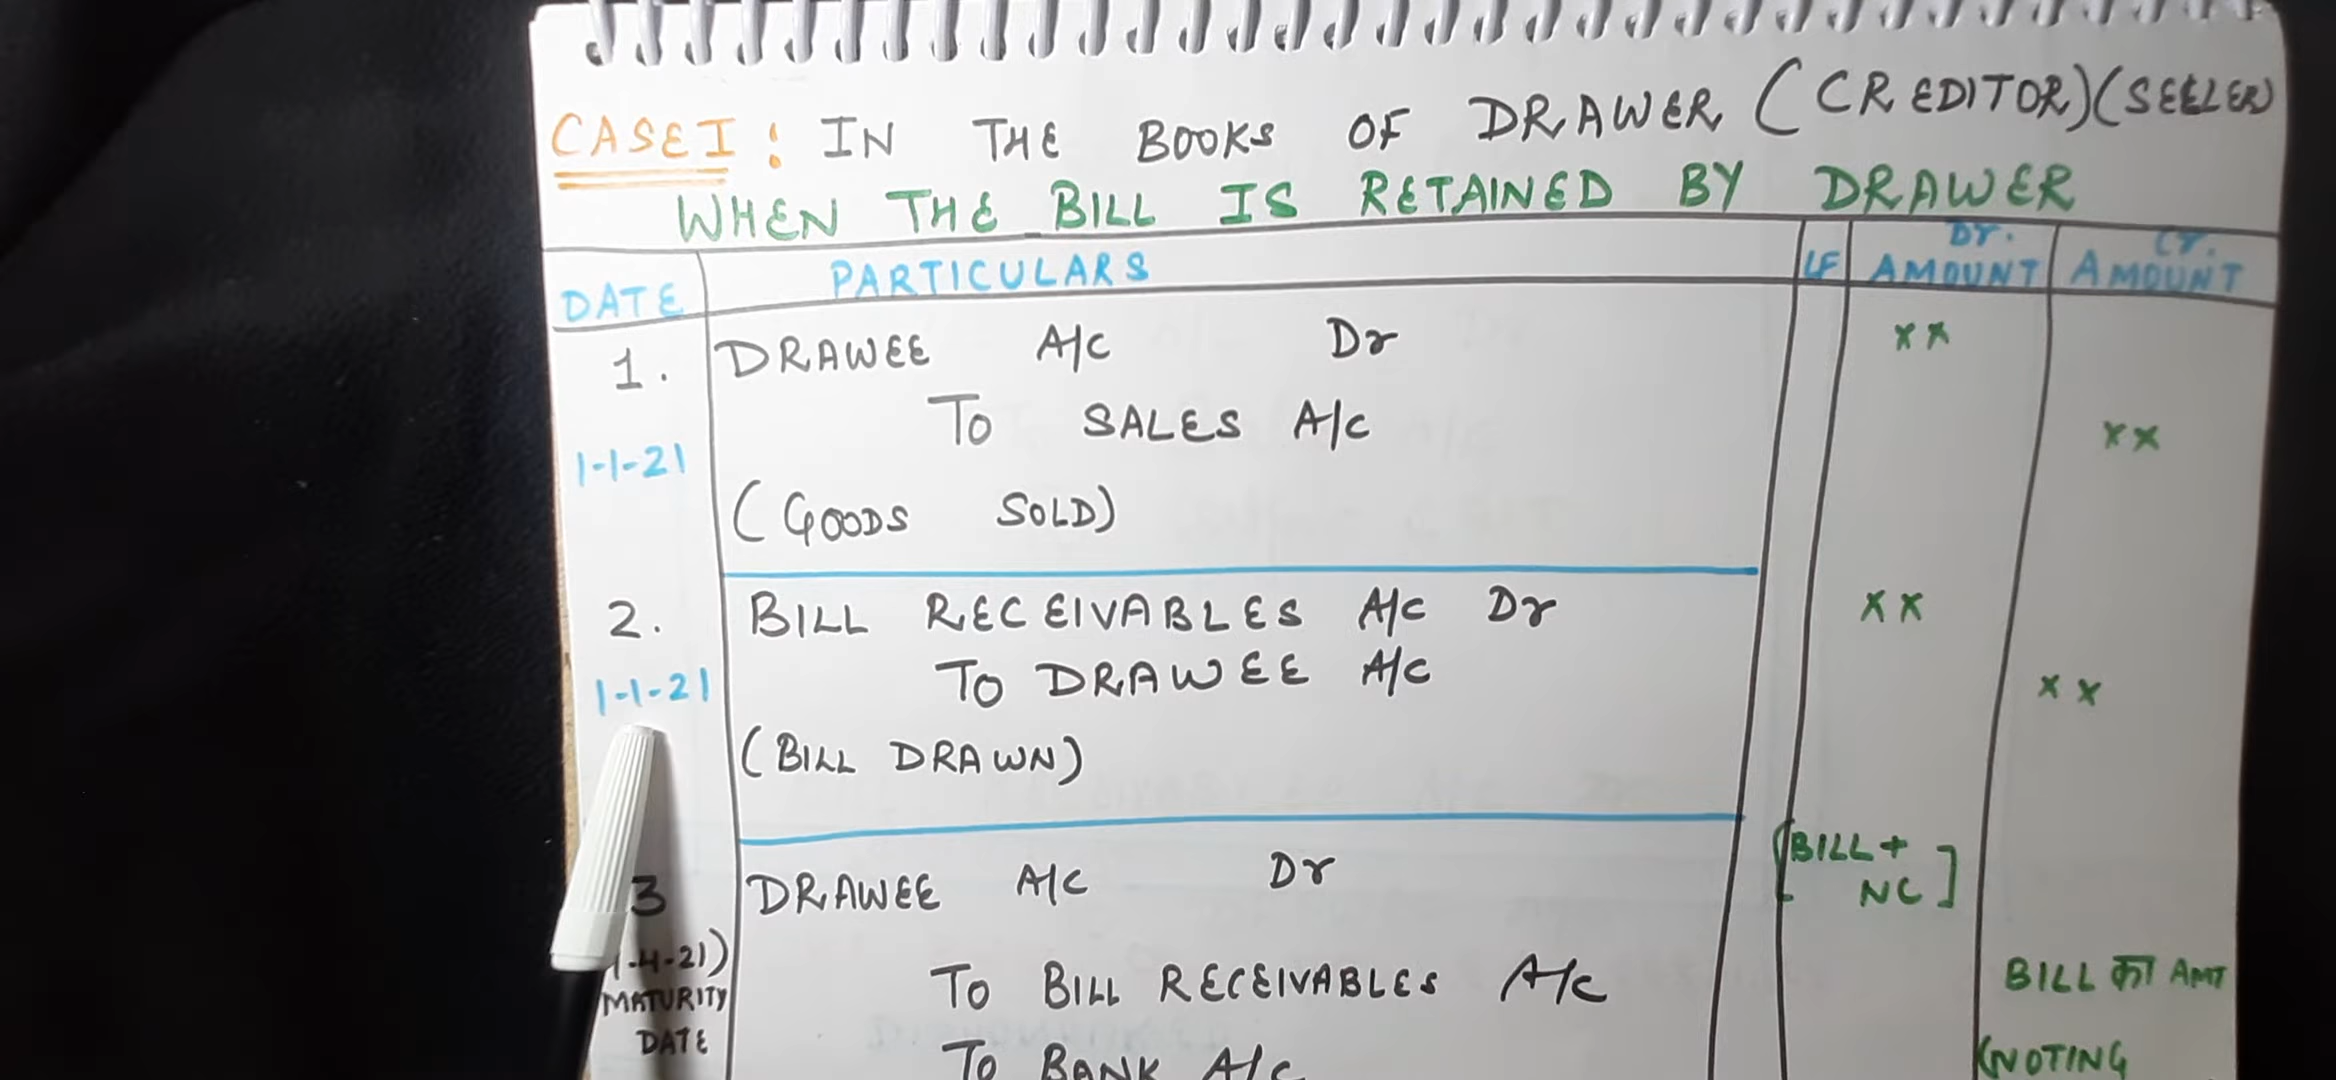 CASE I : IN THE BOOKS OF DRAWER (CREDITOR)(SEELER)
WHEN THE BILL IS RETAINED BY DRAWER
DATE PARTICULARS LF Dr. AMOUNT Cr. AMOUNT
1. DRAWEE A/C Dr xx
TO SALES A/C xx
1-1-21
(GOODS SOLD)
2. BILL RECEIVABLES A/C Dr xx
1-1-21 TO DRAWEE A/C xx
(BILL DRAWN)
3 DRAWEE A/C Dr [BILL + NC]
-4-21) TO BILL RECEIVABLES A/C BILL का AMT
MATURITY
DATE TO BANK A/C (NOTING